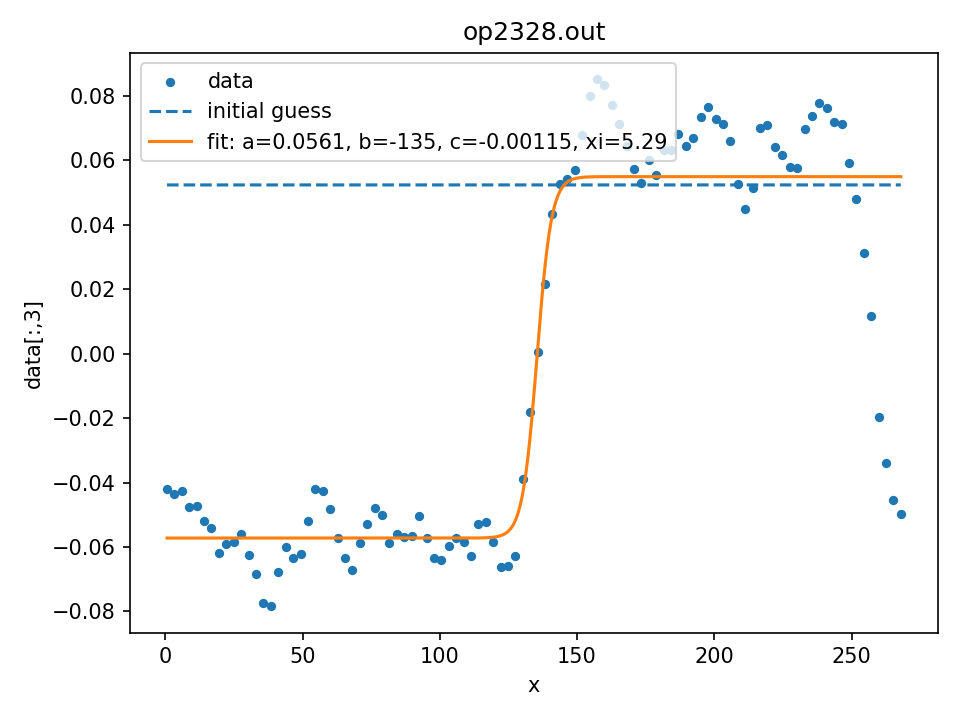 op2328.out
data
initial guess
fit: a=0.0561, b=-135, c=-0.00115, xi=5.29
0.08
0.06
0.04
0.02
0.00
−0.02
−0.04
−0.06
−0.08
data[:,3]
0 50 100 150 200 250
x